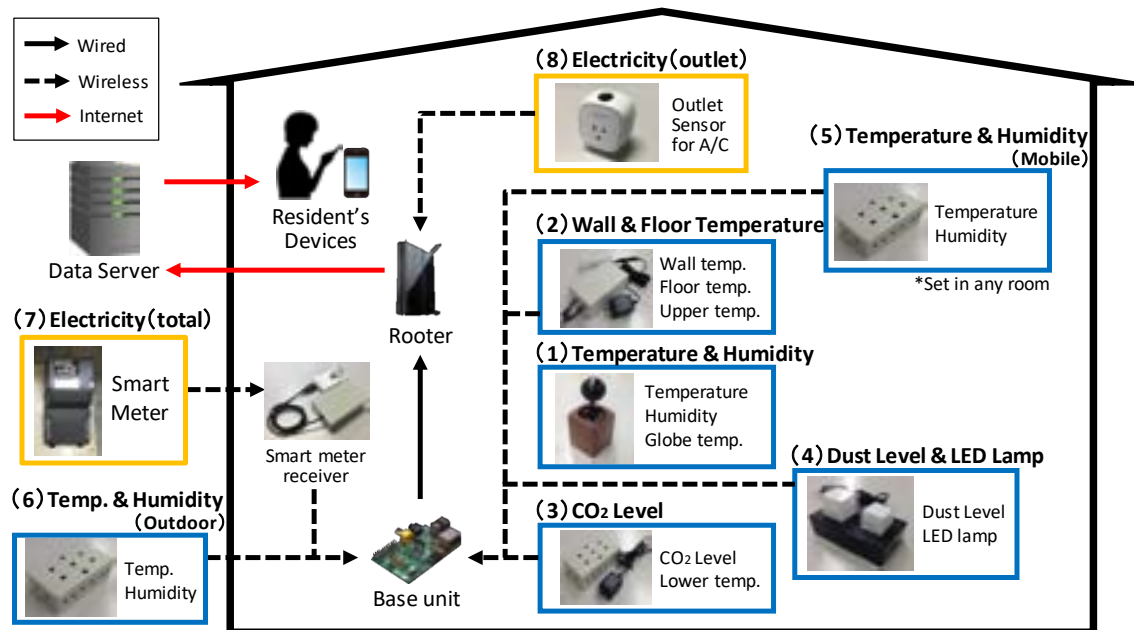 Wired
Wireless
Internet
(8) Electricity(outlet)
Outlet
Sensor
for A/C
(5) Temperature & Humidity
(Mobile)
Temperature
Humidity
*Set in any room
Resident's
Devices
Data Server
(2) Wall & Floor Temperature
Wall temp.
Floor temp.
Upper temp.
Rooter
(7) Electricity(total)
Smart
Meter
Smart meter
receiver
(1) Temperature & Humidity
Temperature
Humidity
Globe temp.
(4) Dust Level & LED Lamp
Dust Level
LED lamp
(6) Temp. & Humidity
(Outdoor)
Temp.
Humidity
(3) CO₂ Level
CO₂ Level
Lower temp.
Base unit